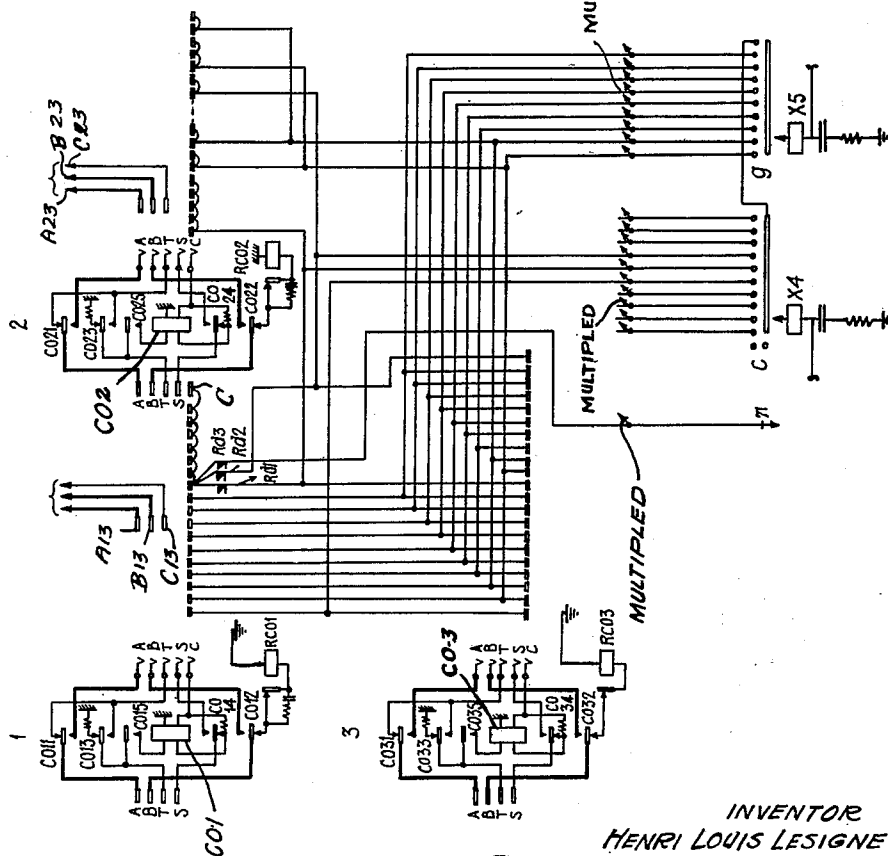 2
CO21
CO23
CO25
CO
24
CO22
CO2
RC02
A
B
T
S
A
B
T
S
C
A23
B23
C23
A13
B13
C13
C
Rd3
Rd2
Rd1
MU
MULTIPLED
MULTIPLED
n
C
X4
g
X5
1
CO11
CO13
CO15
CO
14
CO12
CO1
RC01
A
B
T
S
A
B
T
S
C
3
CO31
CO33
CO35
CO
34
CO32
CO-3
RC03
A
B
T
S
A
B
T
S
C
INVENTOR
HENRI LOUIS LESIGNE